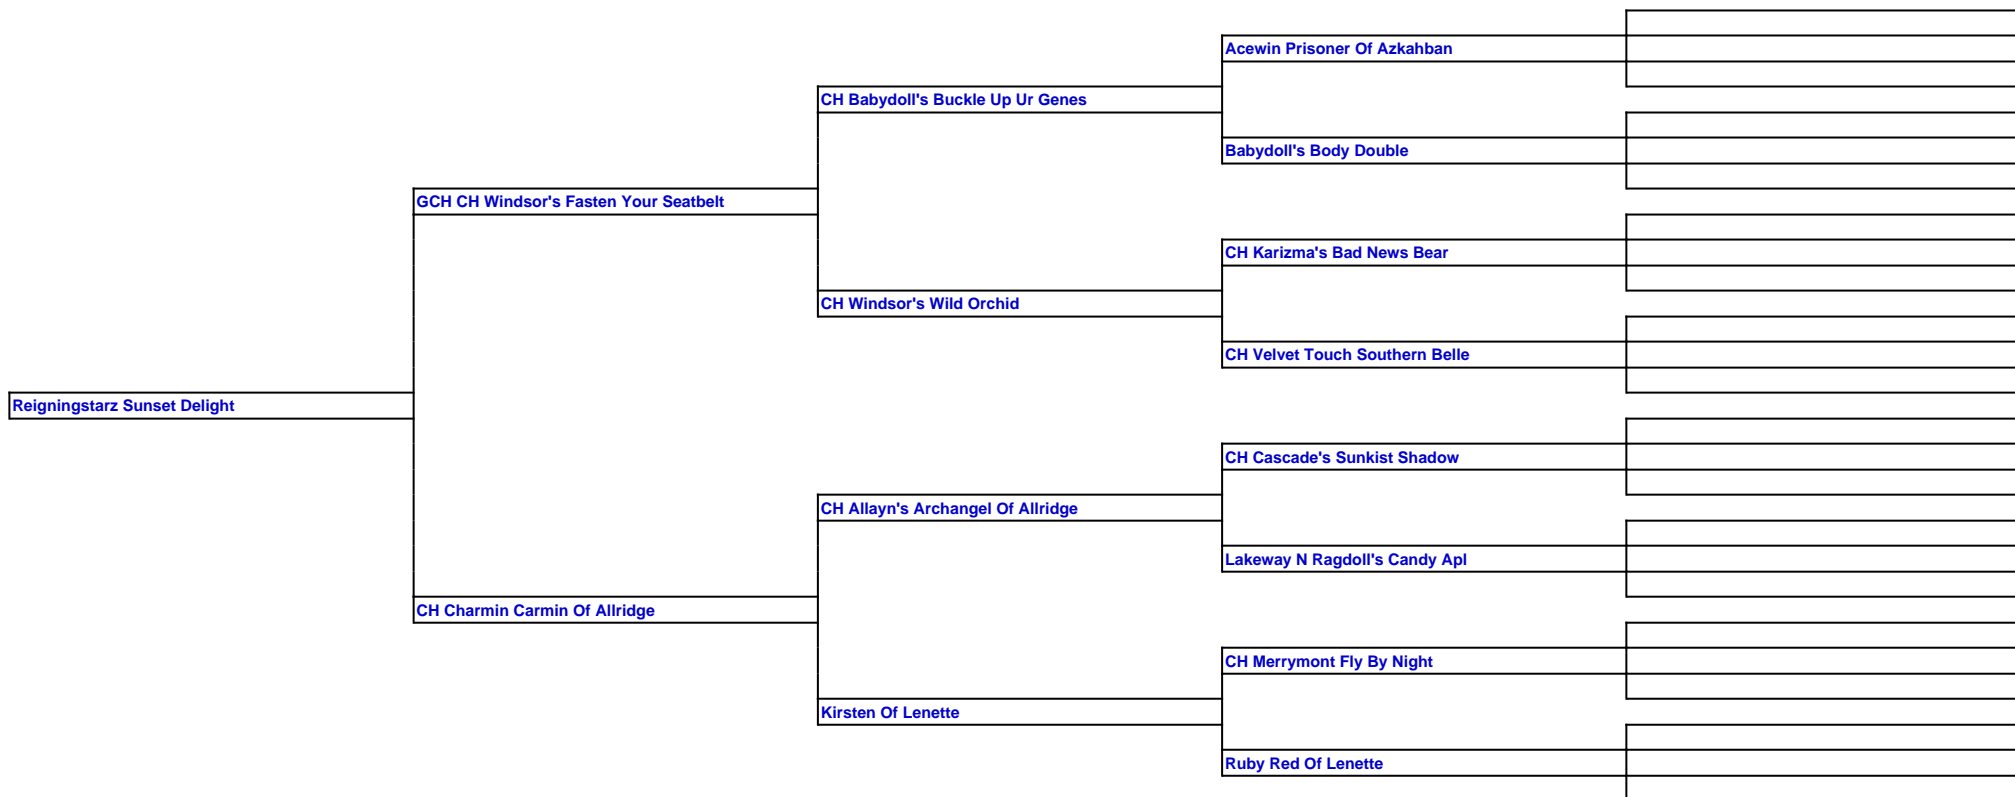 Acewin Prisoner Of Azkahban
CH Babydoll's Buckle Up Ur Genes
Babydoll's Body Double
GCH CH Windsor's Fasten Your Seatbelt
CH Karizma's Bad News Bear
CH Windsor's Wild Orchid
CH Velvet Touch Southern Belle
Reigningstarz Sunset Delight
CH Cascade's Sunkist Shadow
CH Allayn's Archangel Of Allridge
Lakeway N Ragdoll's Candy Apl
CH Charmin Carmin Of Allridge
CH Merrymont Fly By Night
Kirsten Of Lenette
Ruby Red Of Lenette